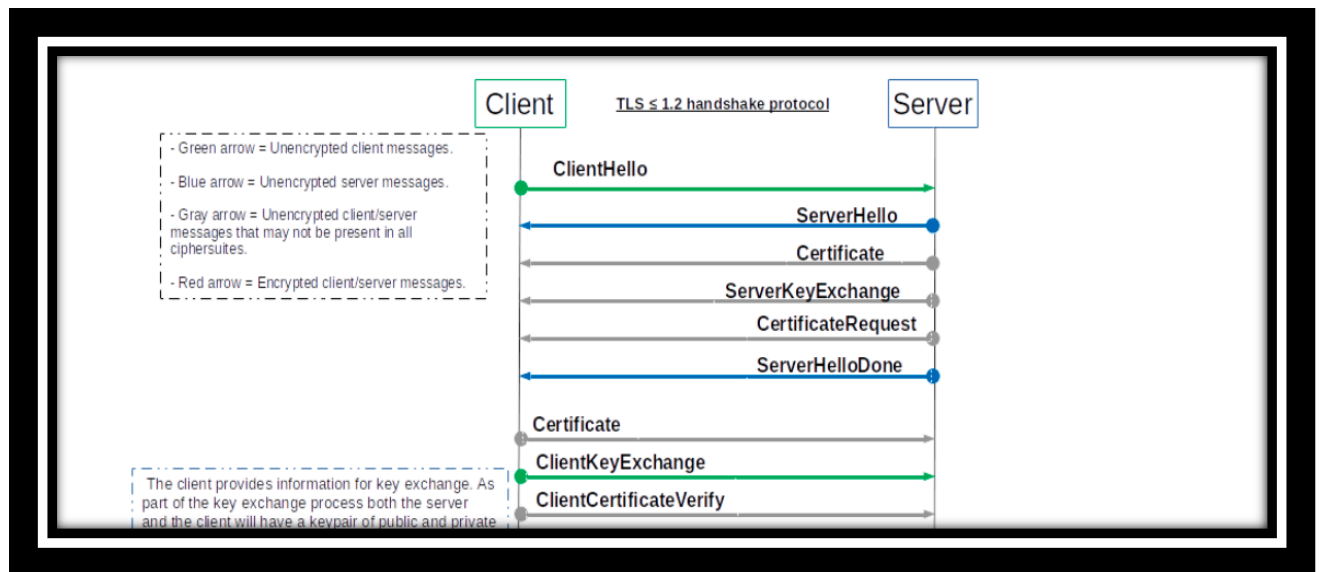 Client
TLS ≤ 1.2 handshake protocol
Server
- Green arrow = Unencrypted client messages.
- Blue arrow = Unencrypted server messages.
- Gray arrow = Unencrypted client/server
messages that may not be present in all
ciphersuites.
- Red arrow = Encrypted client/server messages.
ClientHello
ServerHello
Certificate
ServerKeyExchange
CertificateRequest
ServerHelloDone
Certificate
ClientKeyExchange
ClientCertificateVerify
The client provides information for key exchange. As
part of the key exchange process both the server
and the client will have a keypair of public and private